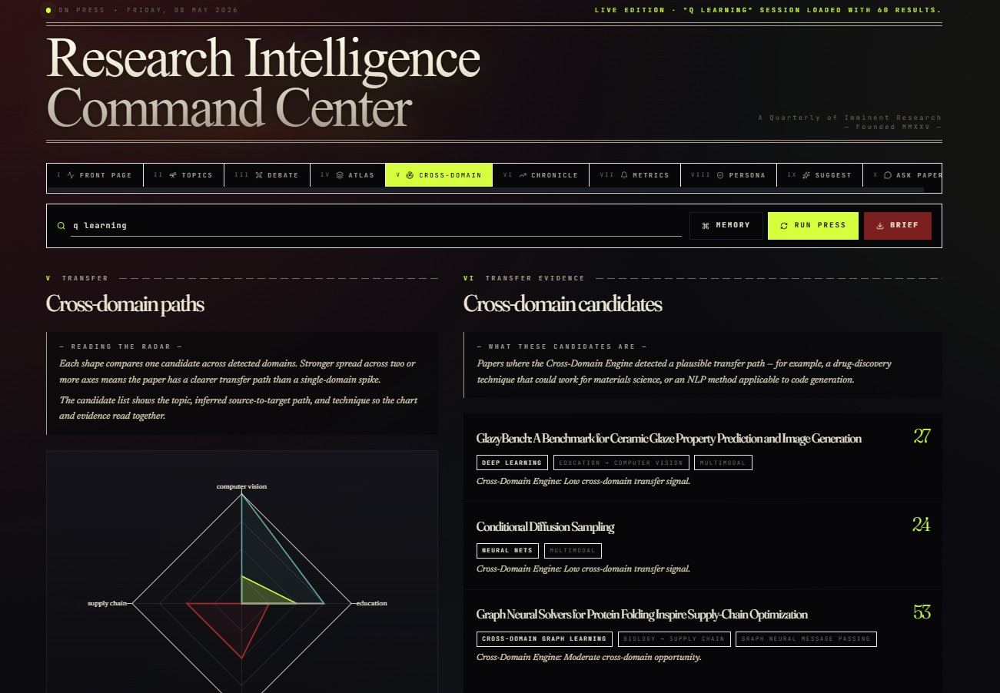 ON PRESS · FRIDAY, 08 MAY 2026
LIVE EDITION · "Q LEARNING" SESSION LOADED WITH 60 RESULTS.
Research Intelligence
Command Center
A Quarterly of Imminent Research
— Founded MMXXV —
I FRONT PAGE
II TOPICS
III DEBATE
IV ATLAS
V CROSS-DOMAIN
VI CHRONICLE
VII METRICS
VIII PERSONA
IX SUGGEST
X ASK PAPER
q learning
MEMORY
RUN PRESS
BRIEF
V TRANSFER
Cross-domain paths
— READING THE RADAR —
Each shape compares one candidate across detected domains. Stronger spread across two or
more axes means the paper has a clearer transfer path than a single-domain spike.
The candidate list shows the topic, inferred source-to-target path, and technique so the chart
and evidence read together.
computer vision
supply chain
education
VI TRANSFER EVIDENCE
Cross-domain candidates
— WHAT THESE CANDIDATES ARE —
Papers where the Cross-Domain Engine detected a plausible transfer path — for example, a drug-discovery
technique that could work for materials science, or an NLP method applicable to code generation.
GlazyBench: A Benchmark for Ceramic Glaze Property Prediction and Image Generation
27
DEEP LEARNING
EDUCATION → COMPUTER VISION
MULTIMODAL
Cross-Domain Engine: Low cross-domain transfer signal.
Conditional Diffusion Sampling
24
NEURAL NETS
MULTIMODAL
Cross-Domain Engine: Low cross-domain transfer signal.
Graph Neural Solvers for Protein Folding Inspire Supply-Chain Optimization
53
CROSS-DOMAIN GRAPH LEARNING
BIOLOGY → SUPPLY CHAIN
GRAPH NEURAL MESSAGE PASSING
Cross-Domain Engine: Moderate cross-domain opportunity.